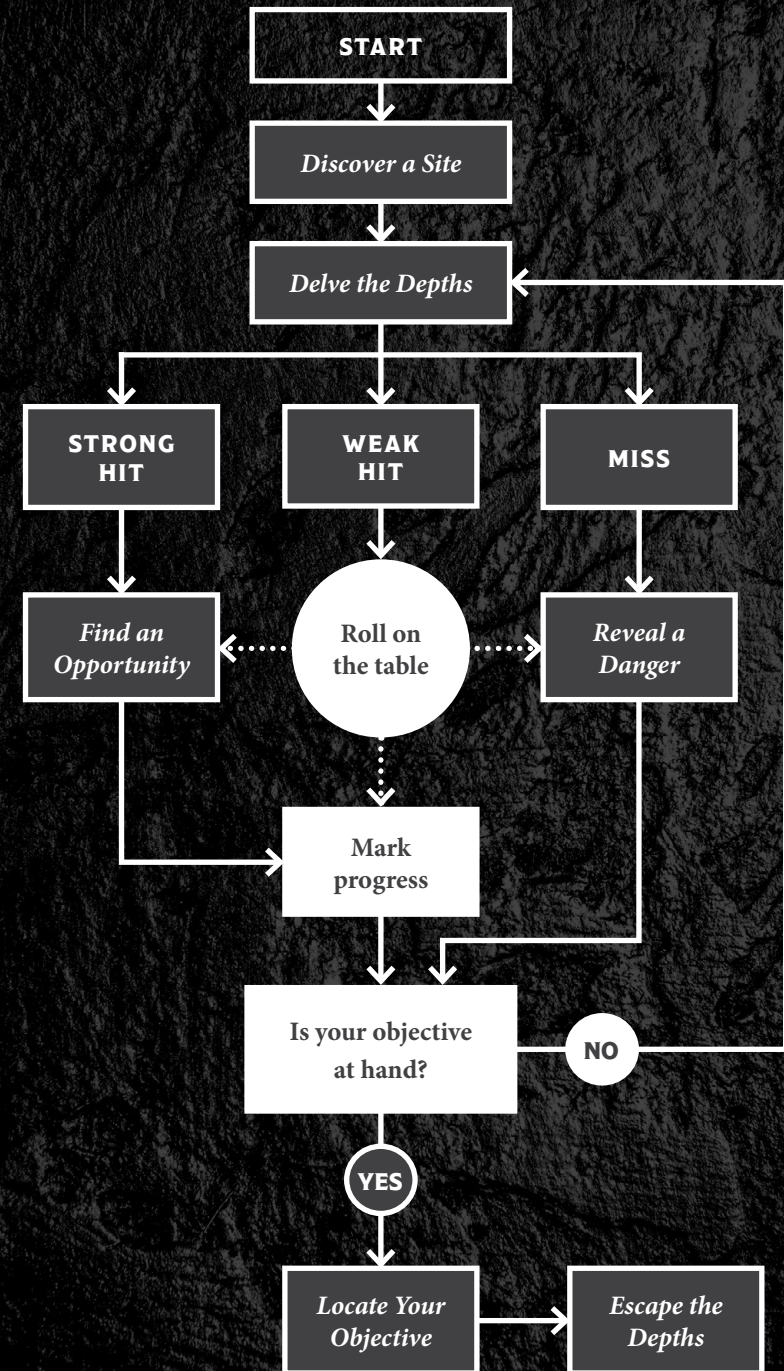 START
Discover a Site
Delve the Depths
STRONG
HIT
WEAK
HIT
MISS
Find an
Opportunity
Roll on
the table
Reveal a
Danger
Mark
progress
Is your objective
at hand?
NO
YES
Locate Your
Objective
Escape the
Depths